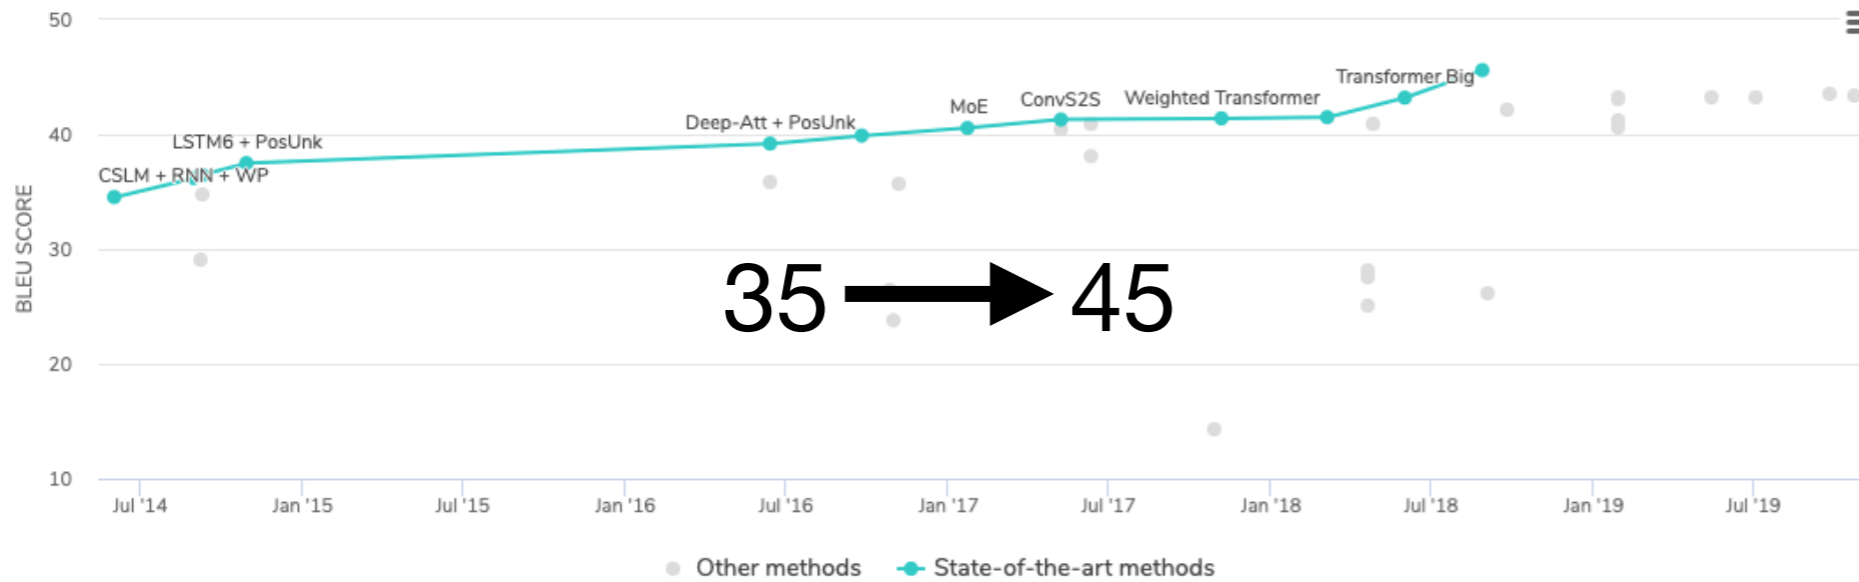 50
Transformer Big
ConvS2S
Weighted Transformer
MoE
Deep-Att + PosUnk
40
LSTM6 + PosUnk
CSLM + RNN + WP
BLEU SCORE
30
35 45
20
10
Jul '14 Jan '15 Jul '15 Jan '16 Jul '16 Jan '17 Jul '17 Jan '18 Jul '18 Jan '19 Jul '19
Other methods State-of-the-art methods